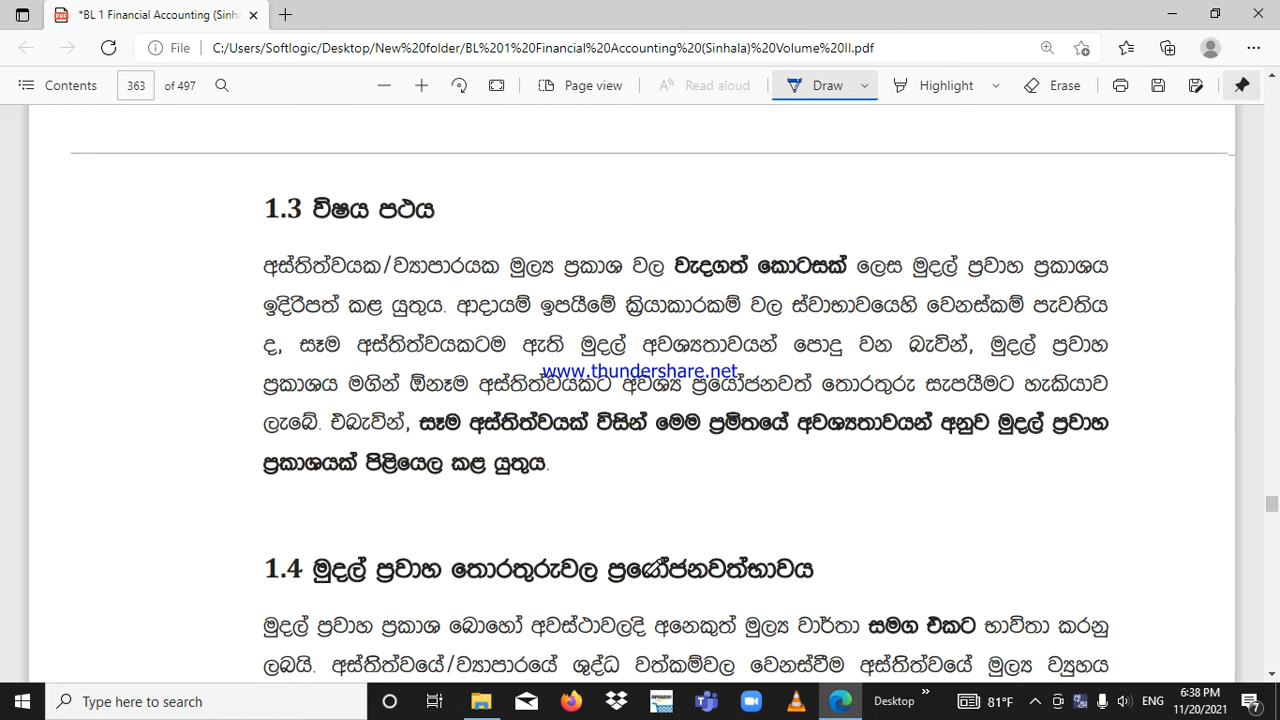 *BL 1 Financial Accounting (Sinha
File
C:/Users/Softlogic/Desktop/New%20folder/BL%201%20Financial%20Accounting%20(Sinhala)%20Volume%20II.pdf
Contents
363 of 497
Page view
Read aloud
Draw
Highlight
Erase
1.3 විෂය පථය
අස්තිත්වයක/ව්‍යාපාරයක මූල්‍ය ප්‍රකාශ වල වැදගත් කොටසක් ලෙස මුදල් ප්‍රවාහ ප්‍රකාශය
ඉදිරිපත් කළ යුතුය. ආදායම් ඉපයීමේ ක්‍රියාකාරකම් වල ස්වාභාවයෙහි වෙනස්කම් පැවතිය
ද, සෑම අස්තිත්වයකටම ඇති මුදල් අවශ්‍යතාවයන් පොදු වන බැවින්, මුදල් ප්‍රවාහ
www.thundershare.net
ප්‍රකාශය මගින් ඕනෑම අස්තිත්වයකට අවශ්‍ය ප්‍රයෝජනවත් තොරතුරු සැපයීමට හැකියාව
ලැබේ. එබැවින්, සෑම අස්තිත්වයක් විසින් මෙම ප්‍රමිතයේ අවශ්‍යතාවයන් අනුව මුදල් ප්‍රවාහ
ප්‍රකාශයක් පිළියෙල කළ යුතුය.
1.4 මුදල් ප්‍රවාහ තොරතුරුවල ප්‍රයෝජනවත්භාවය
මුදල් ප්‍රවාහ ප්‍රකාශ බොහෝ අවස්ථාවලදි අනෙකුත් මූල්‍ය වාර්තා සමග එකට භාවිතා කරනු
ලබයි. අස්තිත්වයේ/ව්‍යාපාරයේ ශුද්ධ වත්කම්වල වෙනස්වීම අස්තිත්වයේ මූල්‍ය ව්‍යුහය
Type here to search
Desktop
81°F
ENG
6:38 PM
11/20/2021
7